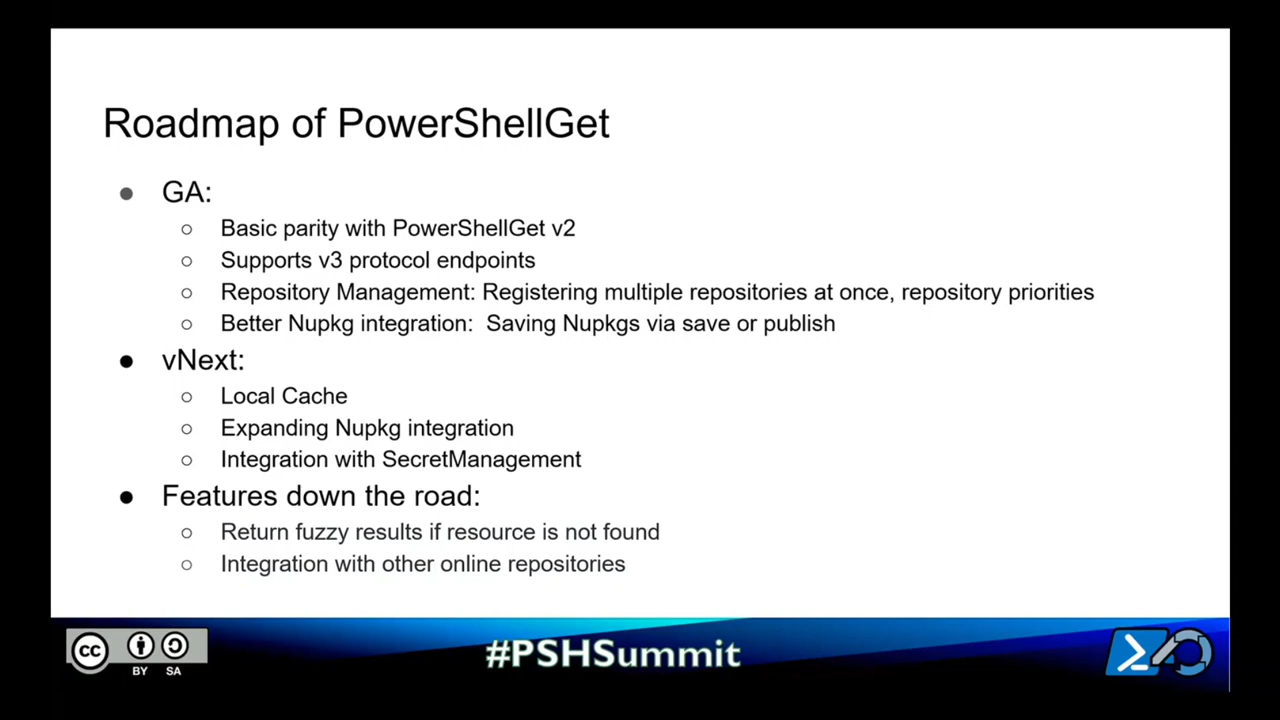 Roadmap of PowerShellGet
● GA:
○ Basic parity with PowerShellGet v2
○ Supports v3 protocol endpoints
○ Repository Management: Registering multiple repositories at once, repository priorities
○ Better Nupkg integration:  Saving Nupkgs via save or publish
● vNext:
○ Local Cache
○ Expanding Nupkg integration
○ Integration with SecretManagement
● Features down the road:
○ Return fuzzy results if resource is not found
○ Integration with other online repositories
cc
BY SA
#PSHSummit